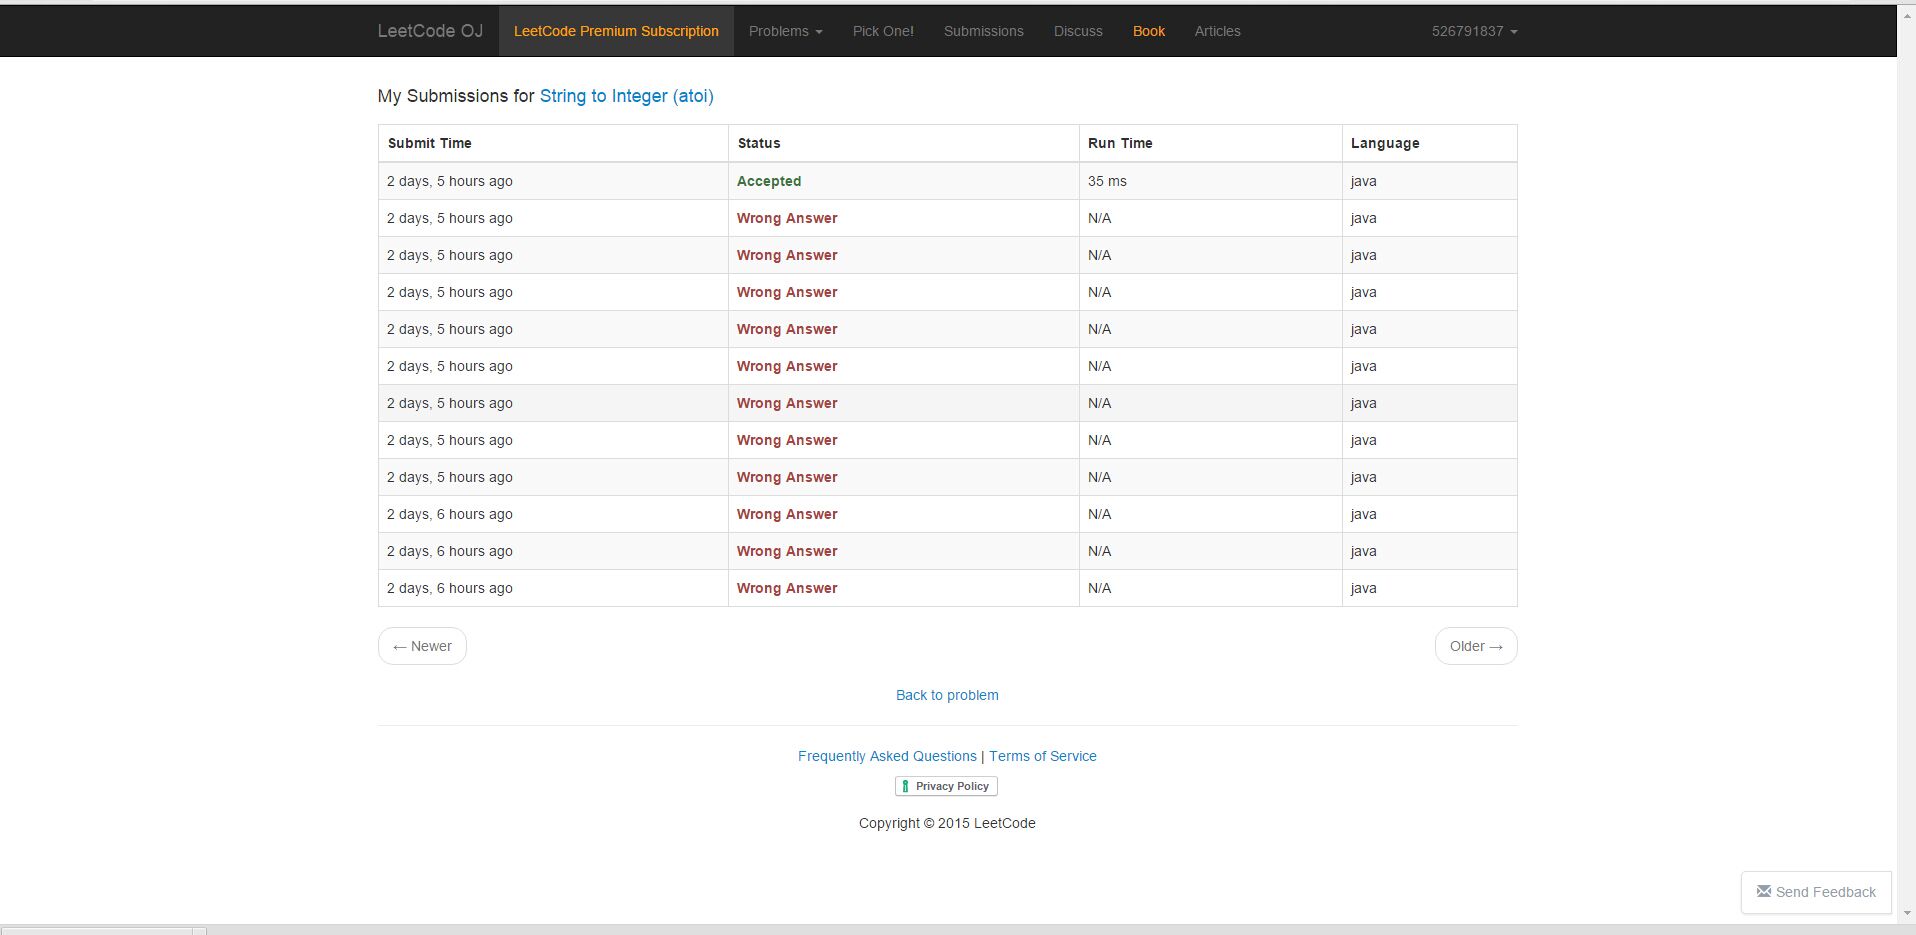 LeetCode OJ LeetCode Premium Subscription Problems Pick One! Submissions Discuss Book Articles 526791837
My Submissions for String to Integer (atoi)
Submit Time Status Run Time Language
2 days, 5 hours ago Accepted 35 ms java
2 days, 5 hours ago Wrong Answer N/A java
2 days, 5 hours ago Wrong Answer N/A java
2 days, 5 hours ago Wrong Answer N/A java
2 days, 5 hours ago Wrong Answer N/A java
2 days, 5 hours ago Wrong Answer N/A java
2 days, 5 hours ago Wrong Answer N/A java
2 days, 5 hours ago Wrong Answer N/A java
2 days, 5 hours ago Wrong Answer N/A java
2 days, 6 hours ago Wrong Answer N/A java
2 days, 6 hours ago Wrong Answer N/A java
2 days, 6 hours ago Wrong Answer N/A java
← Newer Older →
Back to problem
Frequently Asked Questions | Terms of Service
Privacy Policy
Copyright © 2015 LeetCode
Send Feedback